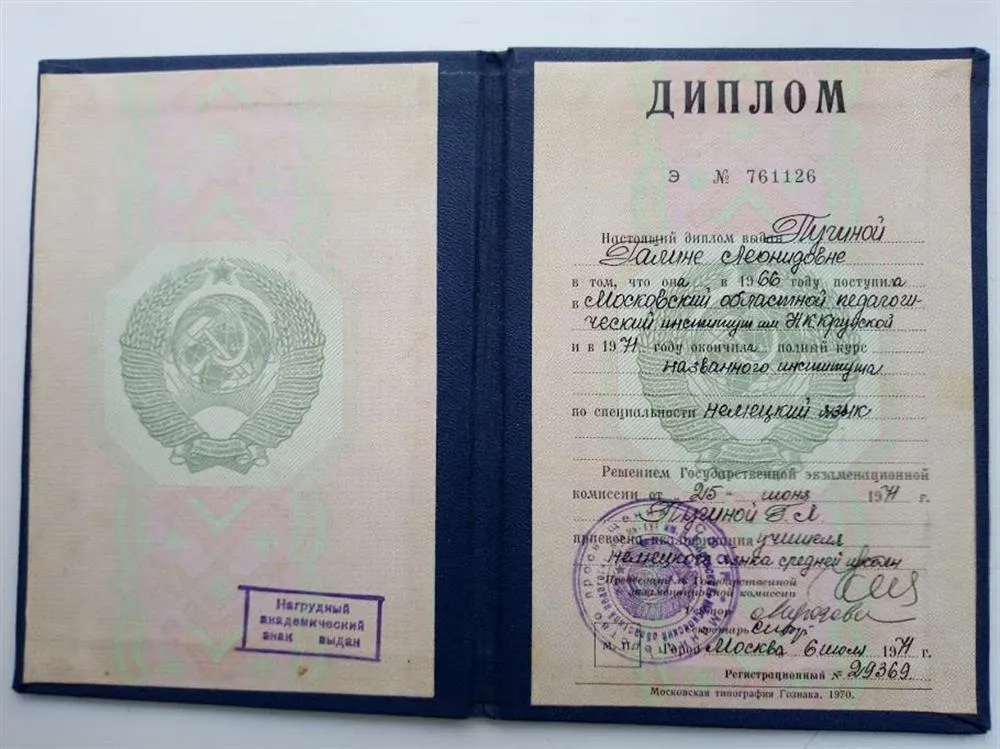 Нагрудный
академический
знак выдан
ДИПЛОМ
Э № 761126
Настоящий диплом выдан Пугиной
Галине Леонидовне
в том, что она в 1966 году поступила
в Московский областной педагоги-
ческий институт им Н.К.Крупской
и в 1971 году окончила полный курс
названного института
по специальности немецкий язык
Решением Государственной экзаменационной
комиссии от 25 июня 1971 г.
Пугиной Г.Л.
присвоена квалификация учителя
немецкого языка средней школы
Председатель Государственной
экзаменационной комиссии
Ректор
Секретарь
М. П. Город Москва 6 июля 1971 г.
Регистрационный № 29369.
Московская типография Гознака. 1970.